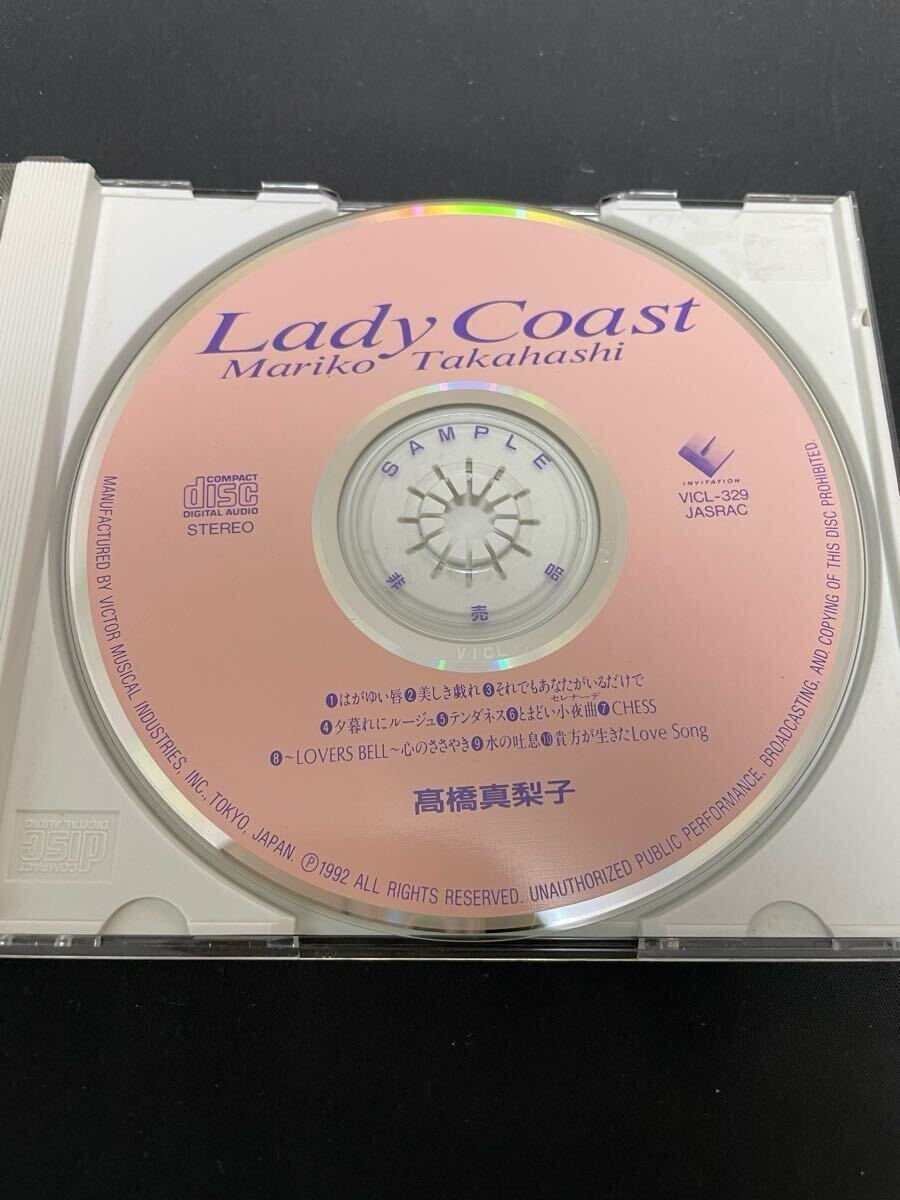 Lady Coast
Mariko Takahashi
SAMPLE
COMPACT
disc
DIGITAL AUDIO
STEREO
INVITATION
VICL-329
JASRAC
非売品
VICL
❶はがゆい唇❷美しき戯れ❸それでもあなたがいるだけで
セレナーデ
❹夕暮れにルージュ❺テンダネス❻とまどい小夜曲❼CHESS
❽〜LOVERS BELL〜心のささやき❾水の吐息❿貴方が生きたLove Song
髙橋真梨子
MANUFACTURED BY VICTOR MUSICAL INDUSTRIES, INC., TOKYO, JAPAN. ℗1992 ALL RIGHTS RESERVED. UNAUTHORIZED PUBLIC PERFORMANCE, BROADCASTING, AND COPYING OF THIS DISC PROHIBITED.
COMPACT
disc
DIGITAL AUDIO